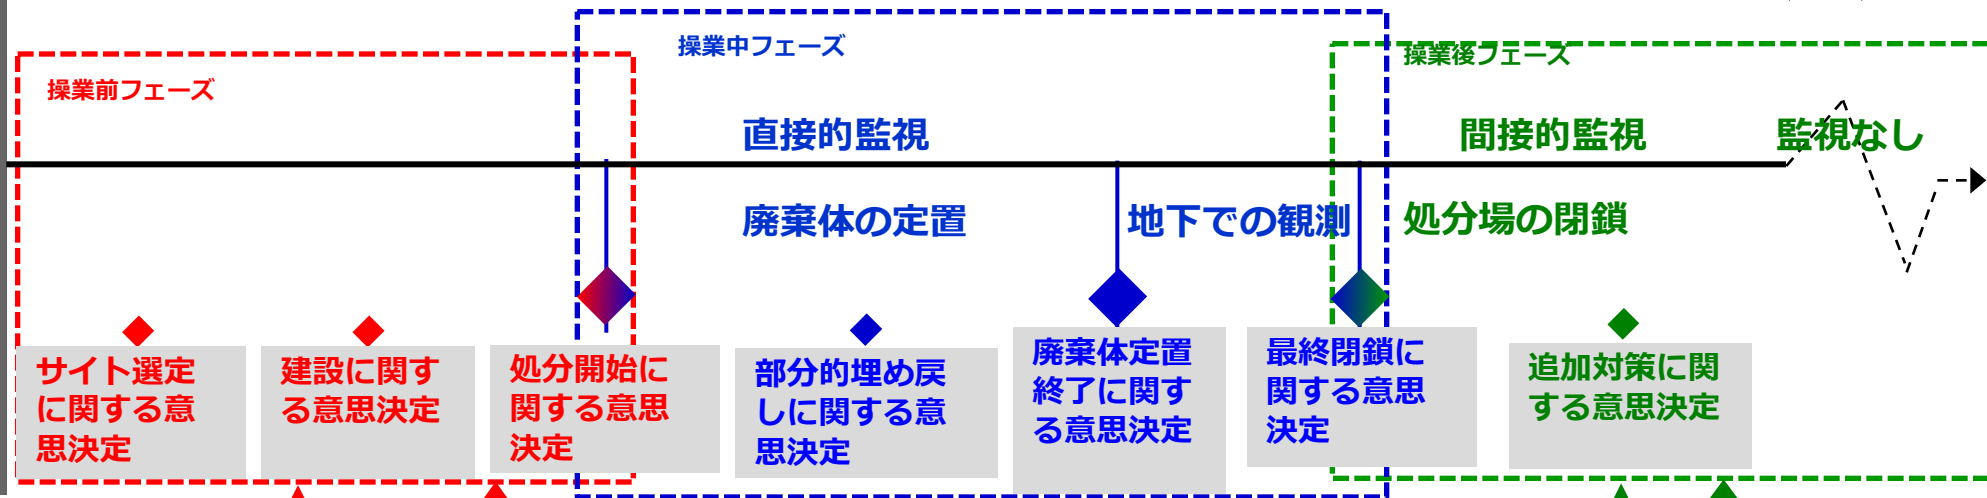 操業中フェーズ
操業後フェーズ
操業前フェーズ
直接的監視
間接的監視
監視なし
廃棄体の定置
地下での観測
処分場の閉鎖
サイト選定
に関する意
思決定
建設に関す
る意思決定
処分開始に
関する意思
決定
部分的埋め戻
しに関する意
思決定
廃棄体定置
終了に関す
る意思決定
最終閉鎖に
関する意思
決定
追加対策に関
する意思決定